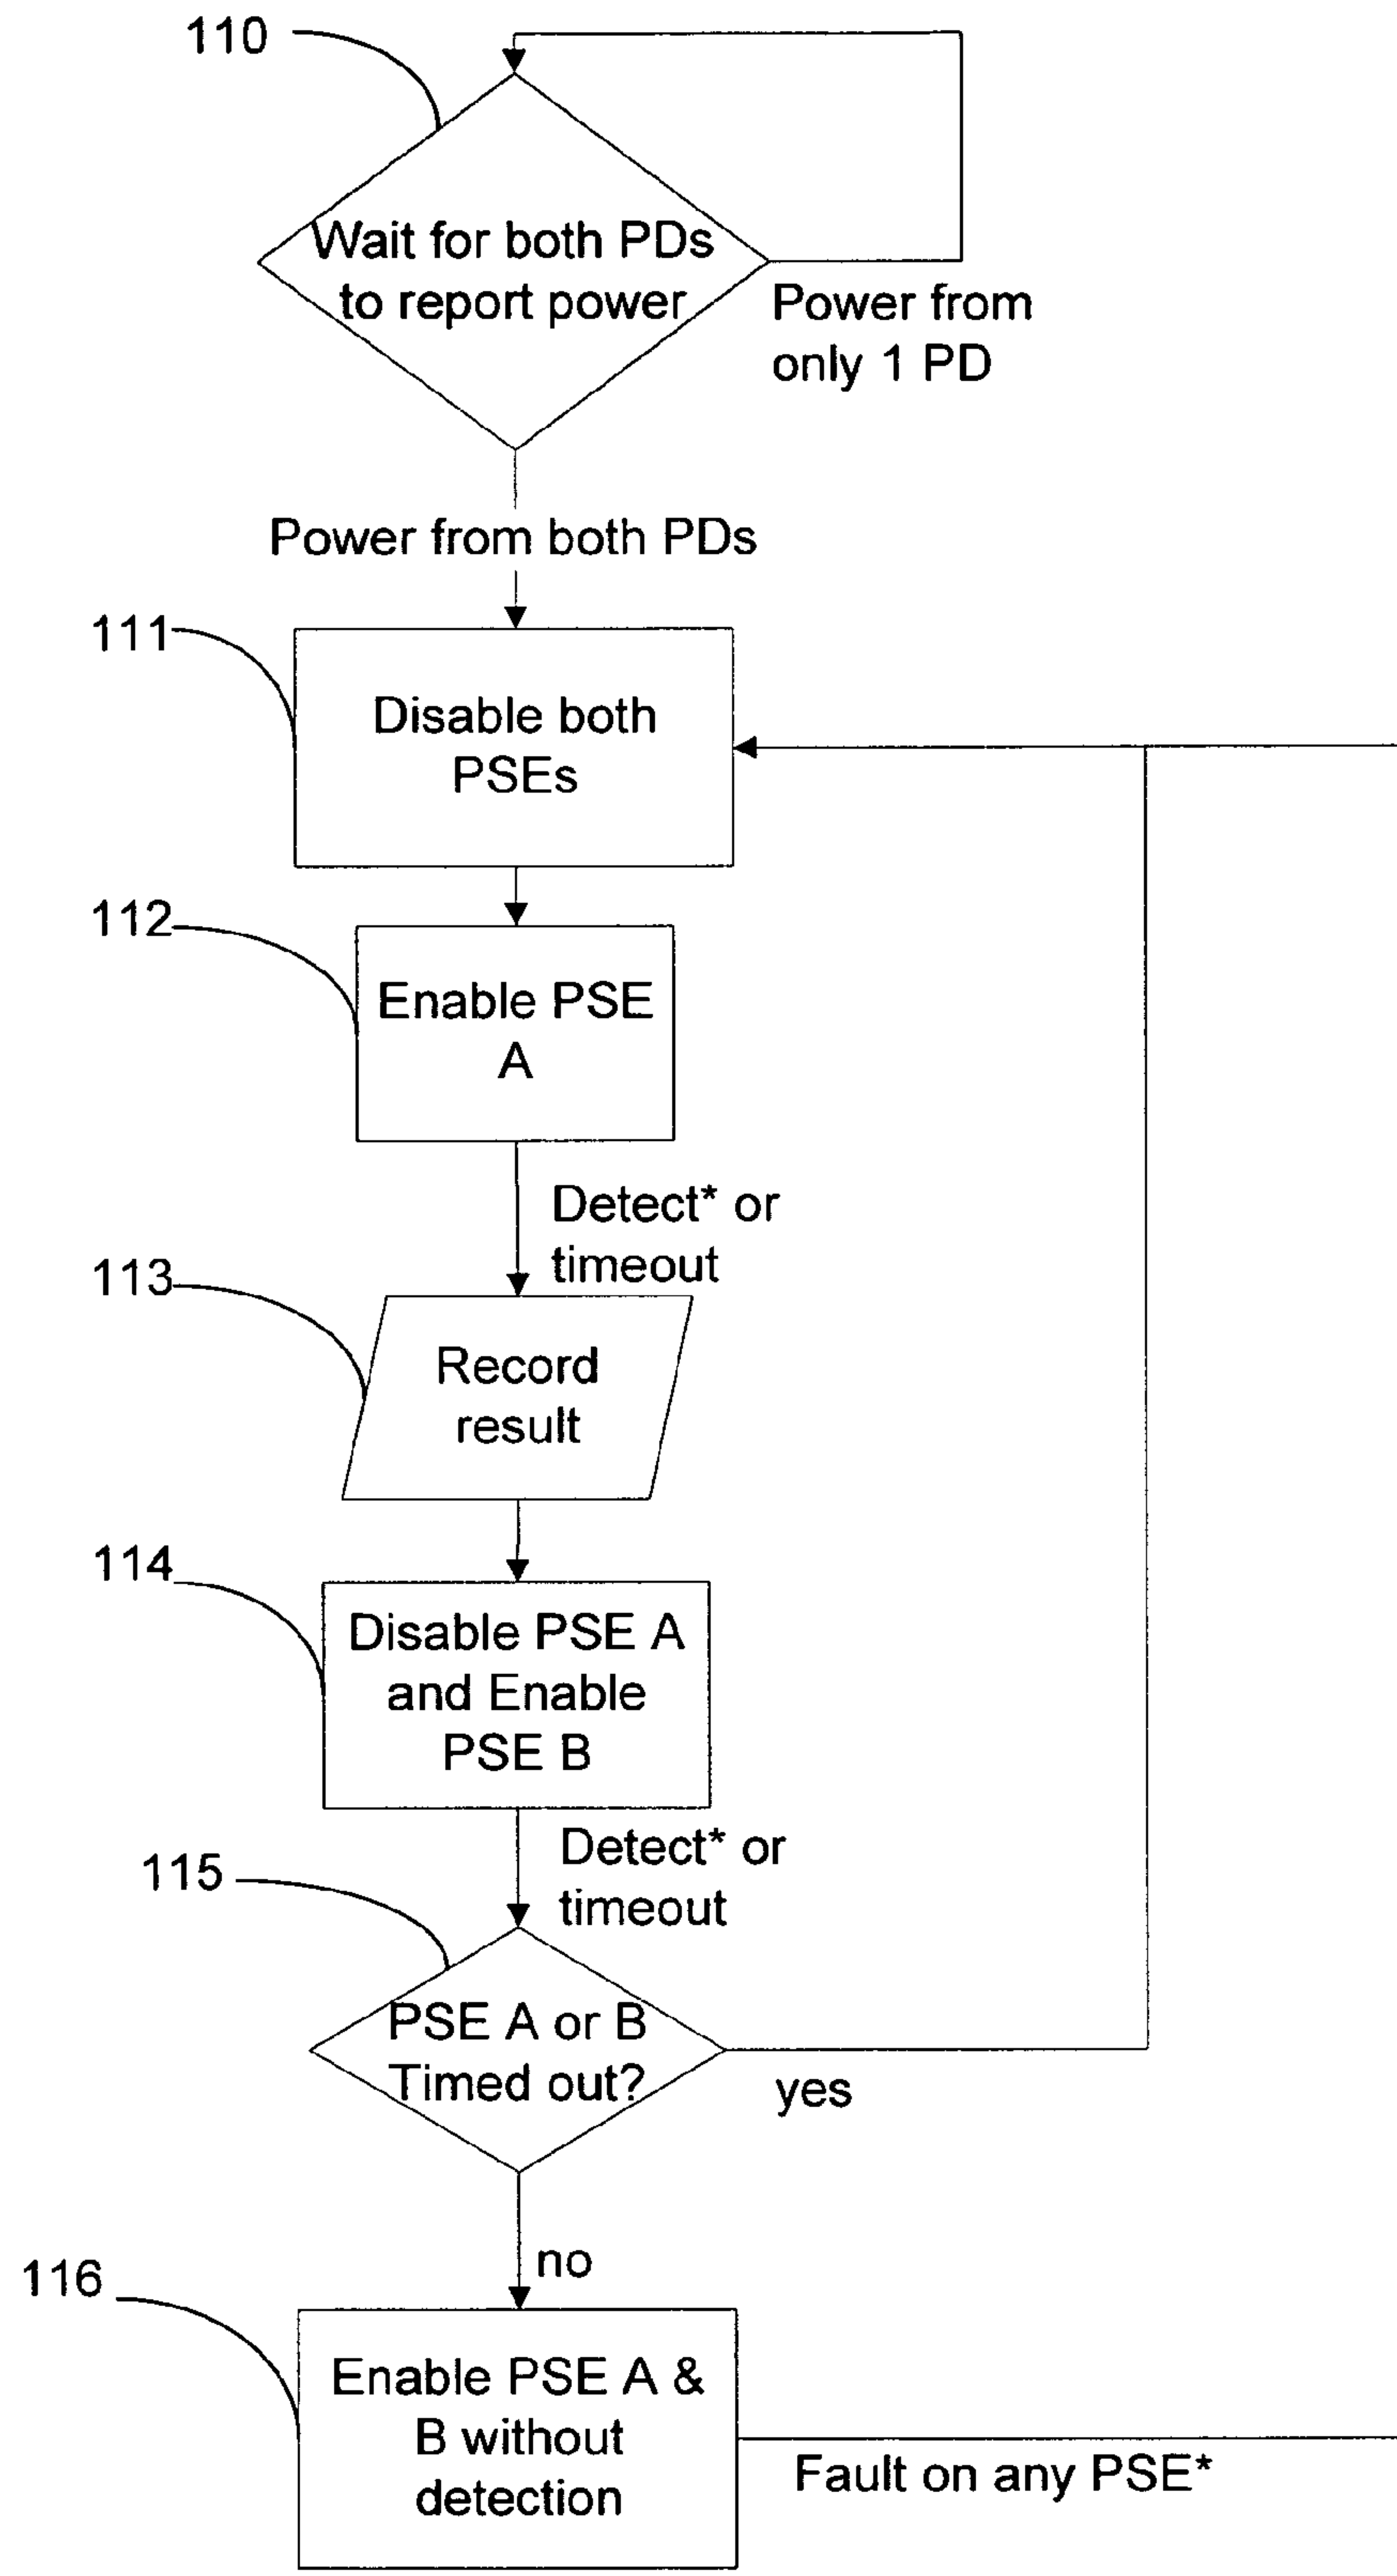 110
Wait for both PDs
to report power
Power from
only 1 PD
Power from both PDs
111
Disable both
PSEs
112
Enable PSE
A
Detect* or
timeout
113
Record
result
114
Disable PSE A
and Enable
PSE B
Detect* or
timeout
115
PSE A or B
Timed out?
yes
no
116
Enable PSE A &
B without
detection
Fault on any PSE*